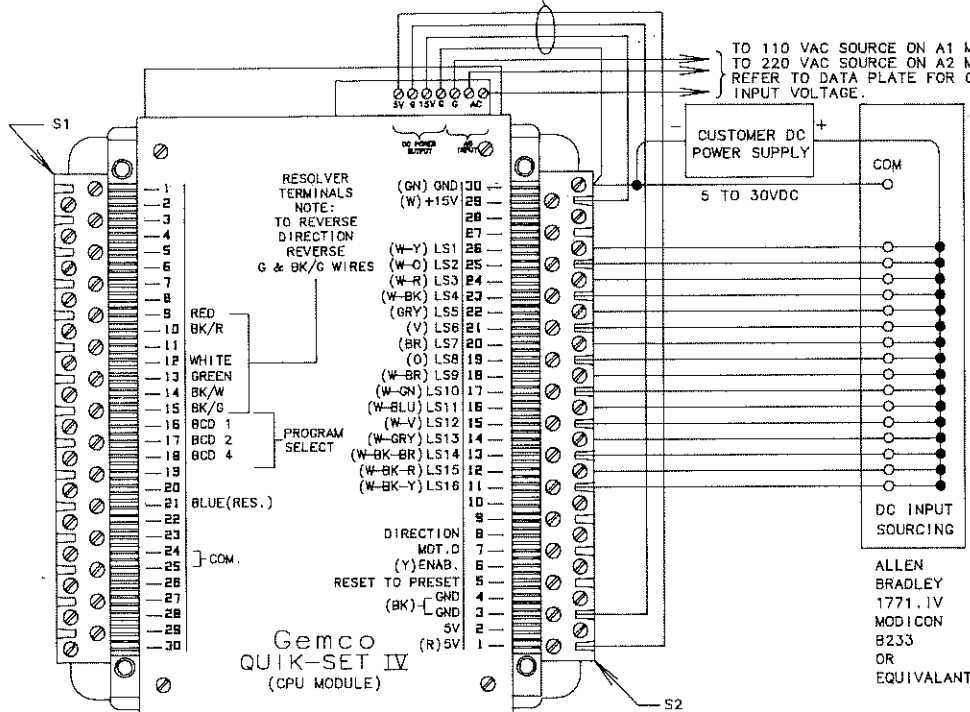 TO 110 VAC SOURCE ON A1 M
TO 220 VAC SOURCE ON A2 M
REFER TO DATA PLATE FOR
INPUT VOLTAGE.
5V G 15V G G AC
DC POWER OUTPUT
AC INPUT
S1
- CUSTOMER DC +
POWER SUPPLY
5 TO 30VDC
COM
RESOLVER
TERMINALS
NOTE:
TO REVERSE
DIRECTION
REVERSE
G & BK/G WIRES
1
2
3
4
5
6
7
8
9 RED
10 BK/R
11
12 WHITE
13 GREEN
14 BK/W
15 BK/G
16 BCD 1
17 BCD 2
18 BCD 4
PROGRAM
SELECT
19
20
21 BLUE(RES.)
22
23
24
25
COM.
26
27
28
29
30
(GN) GND 30
(W) +15V 29
28
27
(W-Y) LS1 26
(W-O) LS2 25
(W-R) LS3 24
(W-BK) LS4 23
(GRY) LS5 22
(V) LS6 21
(BR) LS7 20
(O) LS8 19
(W-BR) LS9 18
(W-GN) LS10 17
(W-BLU) LS11 16
(W-V) LS12 15
(W-GRY) LS13 14
(W-BK-BR) LS14 13
(W-BK-R) LS15 12
(W-BK-Y) LS16 11
10
9
DIRECTION 8
MOT.D 7
(Y)ENAB. 6
RESET TO PRESET 5
GND 4
(BK) GND 3
5V 2
(R) 5V 1
Gemco
QUIK-SET IV
(CPU MODULE)
S2
DC INPUT
SOURCING
ALLEN
BRADLEY
1771.IV
MODICON
B233
OR
EQUIVALANT